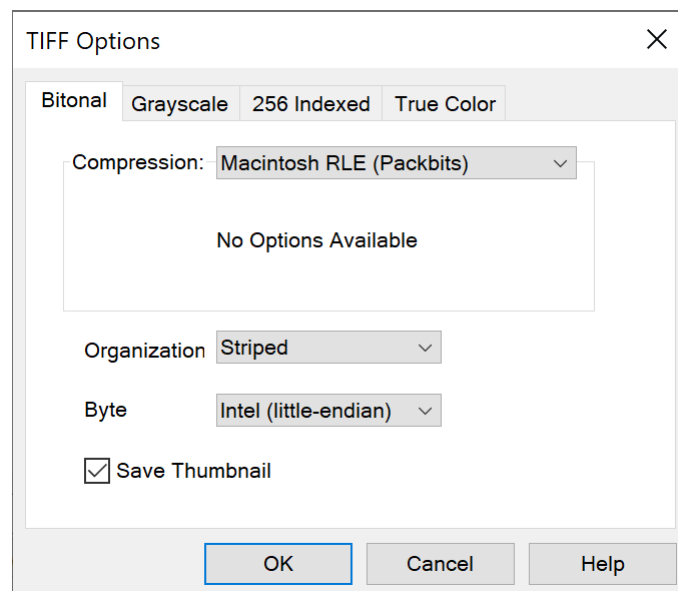 TIFF Options
Bitonal Grayscale 256 Indexed True Color
Compression: Macintosh RLE (Packbits)
No Options Available
Organization Striped
Byte Intel (little-endian)
Save Thumbnail
OK Cancel Help